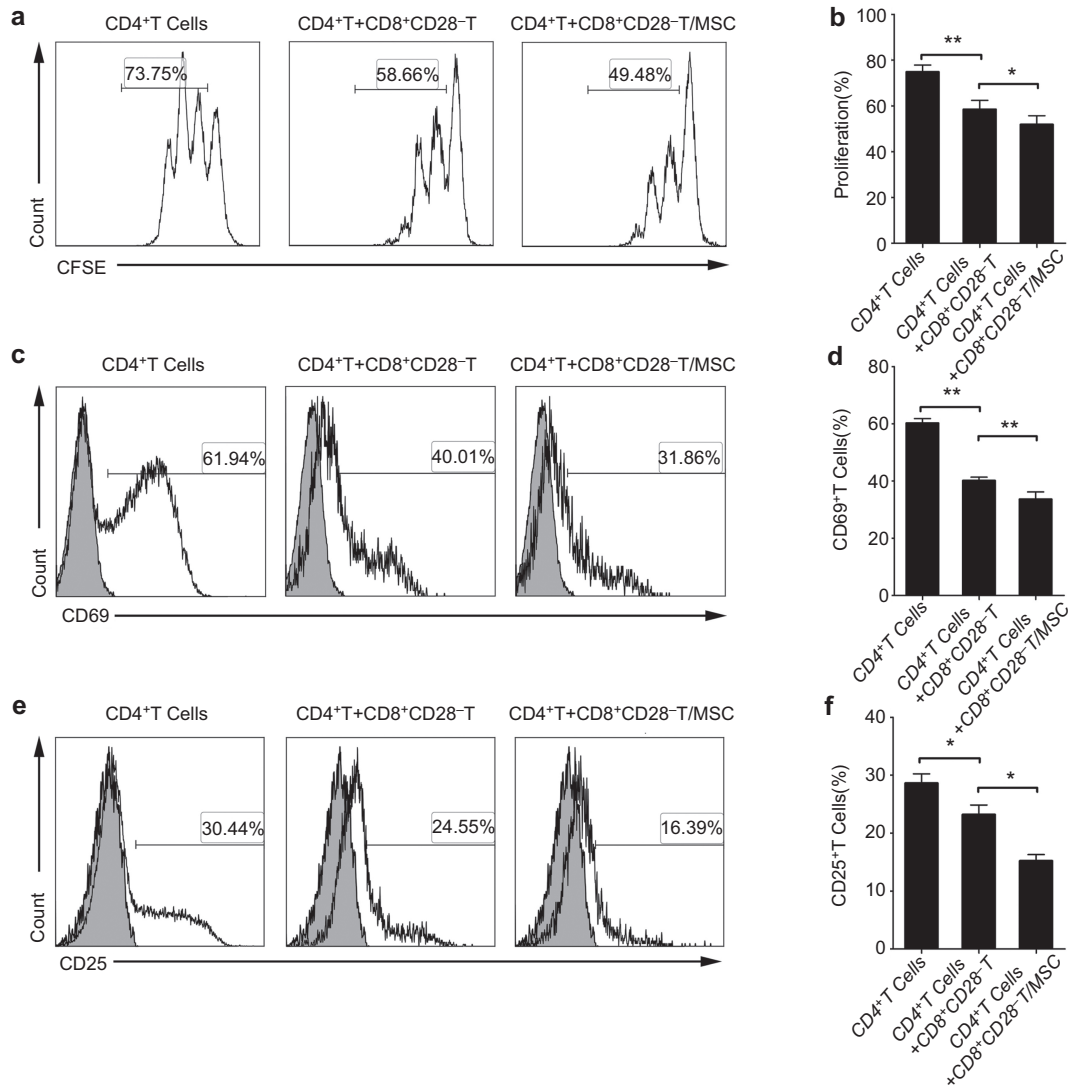 a
CD4⁺T Cells
CD4⁺T+CD8⁺CD28⁻T
CD4⁺T+CD8⁺CD28⁻T/MSC
73.75%
58.66%
49.48%
Count
CFSE
b
Proliferation(%)
100
80
60
40
20
0
**
*
CD4⁺T Cells
CD4⁺T Cells
+CD8⁺CD28⁻T
CD4⁺T Cells
+CD8⁺CD28⁻T/MSC
c
CD4⁺T Cells
CD4⁺T+CD8⁺CD28⁻T
CD4⁺T+CD8⁺CD28⁻T/MSC
61.94%
40.01%
31.86%
Count
CD69
d
CD69⁺T Cells(%)
80
60
40
20
0
**
**
CD4⁺T Cells
CD4⁺T Cells
+CD8⁺CD28⁻T
CD4⁺T Cells
+CD8⁺CD28⁻T/MSC
e
CD4⁺T Cells
CD4⁺T+CD8⁺CD28⁻T
CD4⁺T+CD8⁺CD28⁻T/MSC
30.44%
24.55%
16.39%
Count
CD25
f
CD25⁺T Cells(%)
40
30
20
10
0
*
*
CD4⁺T Cells
CD4⁺T Cells
+CD8⁺CD28⁻T
CD4⁺T Cells
+CD8⁺CD28⁻T/MSC